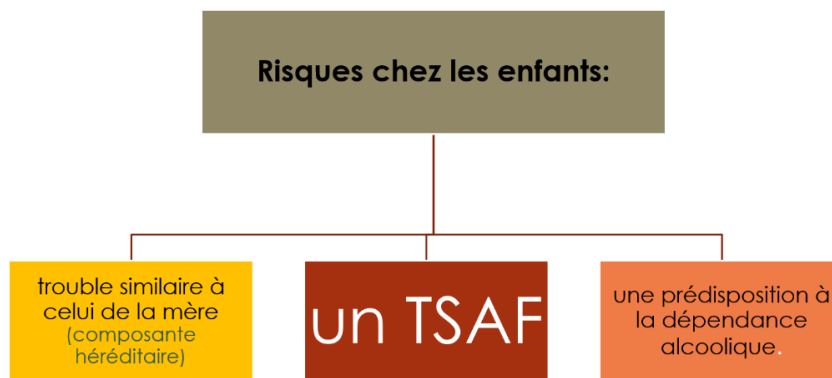 Risques chez les enfants:
trouble similaire à
celui de la mère
(composante
héréditaire)
un TSAF
une prédisposition à
la dépendance
alcoolique.